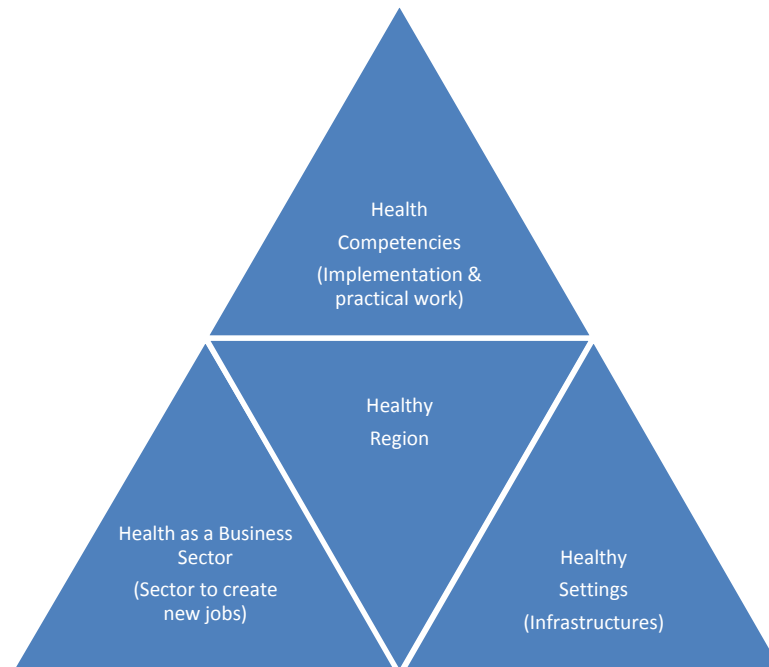 Health
Competencies
(Implementation &
practical work)
Healthy
Region
Health as a Business
Sector
(Sector to create
new jobs)
Healthy
Settings
(Infrastructures)